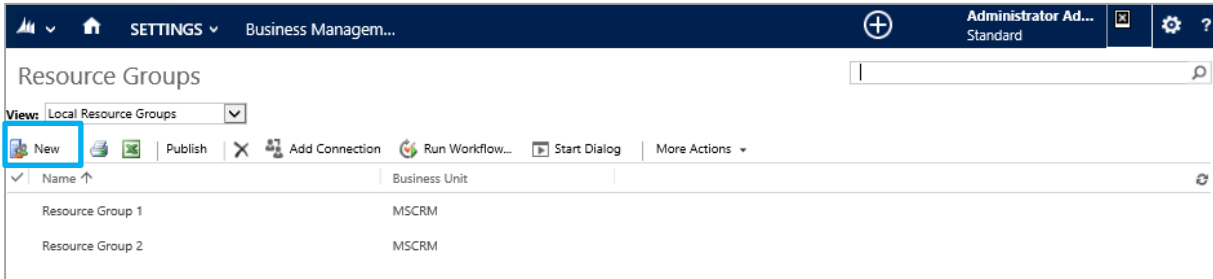 SETTINGS Business Managem... Administrator Ad...
Standard
?
Resource Groups
View: Local Resource Groups
New Publish Add Connection Run Workflow... Start Dialog More Actions
Name Business Unit
Resource Group 1 MSCRM
Resource Group 2 MSCRM